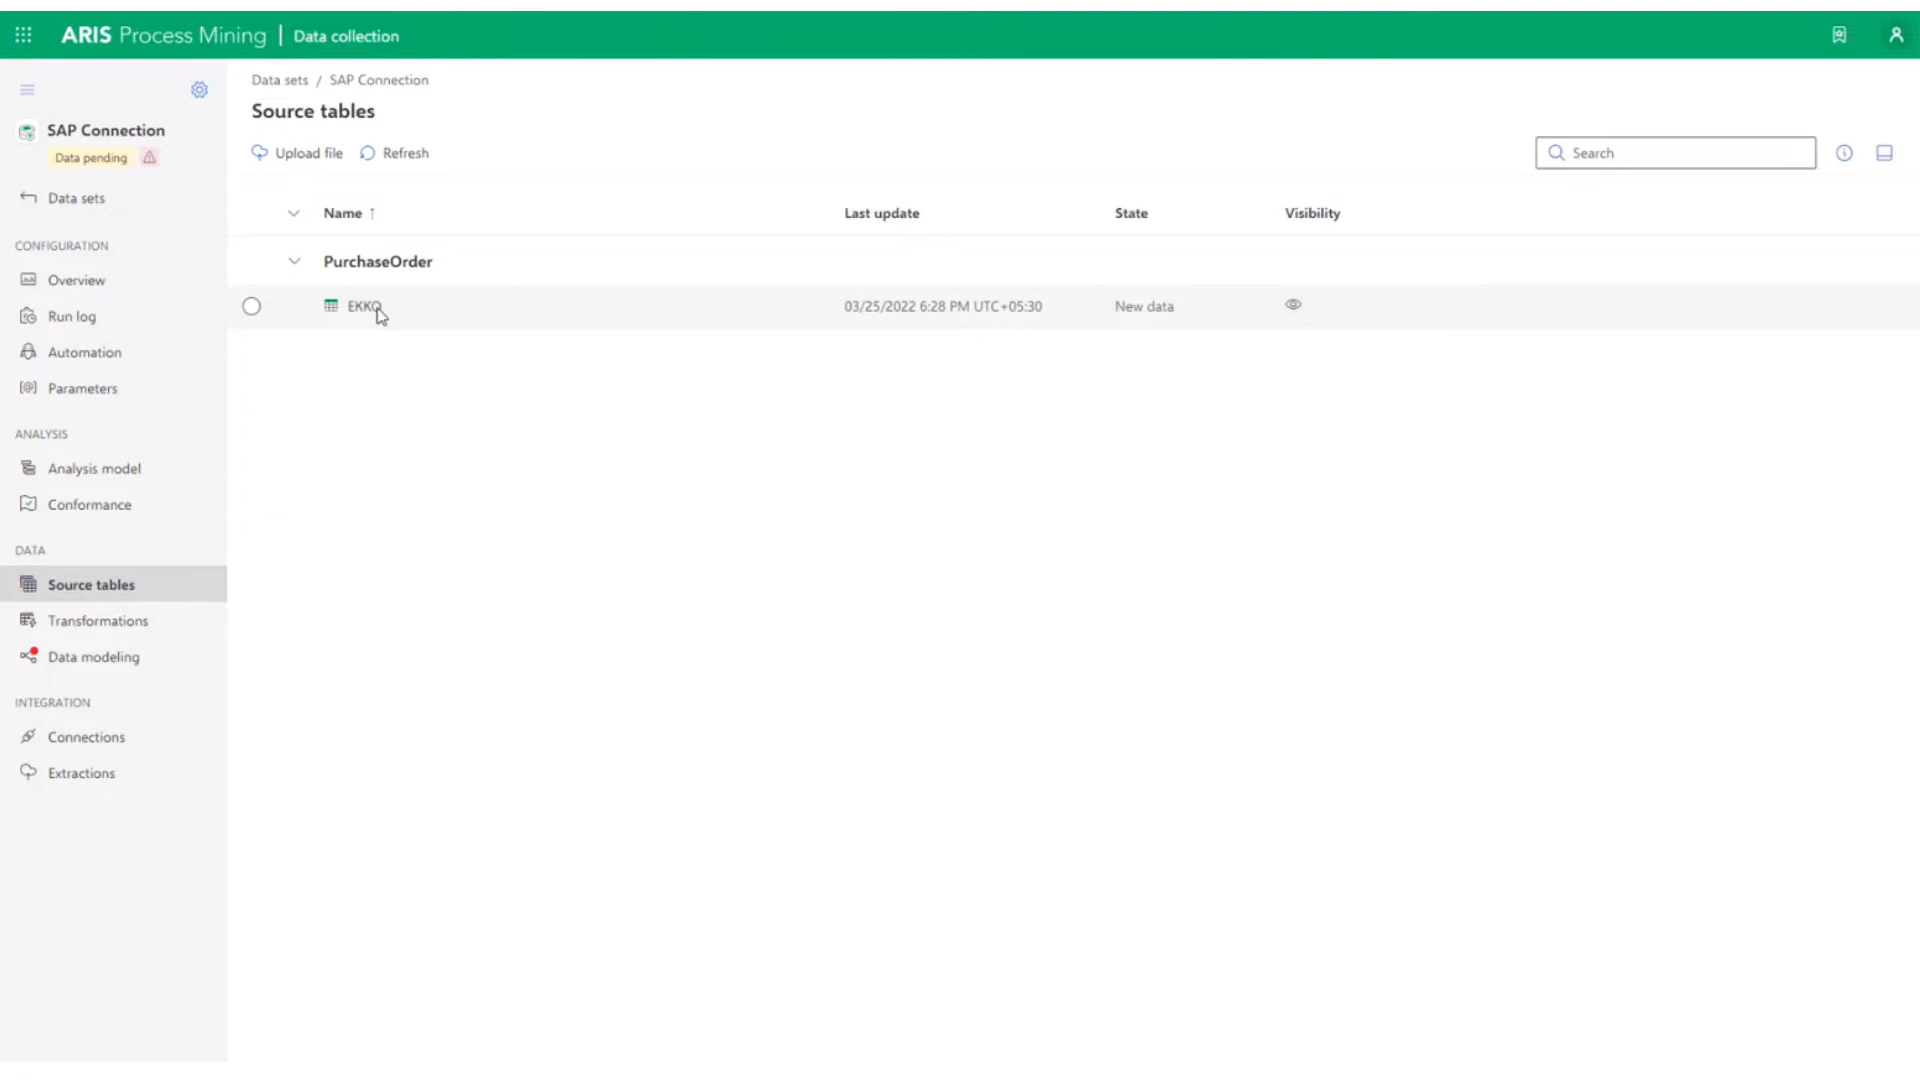 ARIS Process Mining | Data collection
Data sets / SAP Connection
Source tables
SAP Connection
Data pending
Upload file
Refresh
Search
Data sets
Name ↑
Last update
State
Visibility
CONFIGURATION
PurchaseOrder
Overview
EKKO
03/25/2022 6:28 PM UTC+05:30
New data
Run log
Automation
Parameters
ANALYSIS
Analysis model
Conformance
DATA
Source tables
Transformations
Data modeling
INTEGRATION
Connections
Extractions